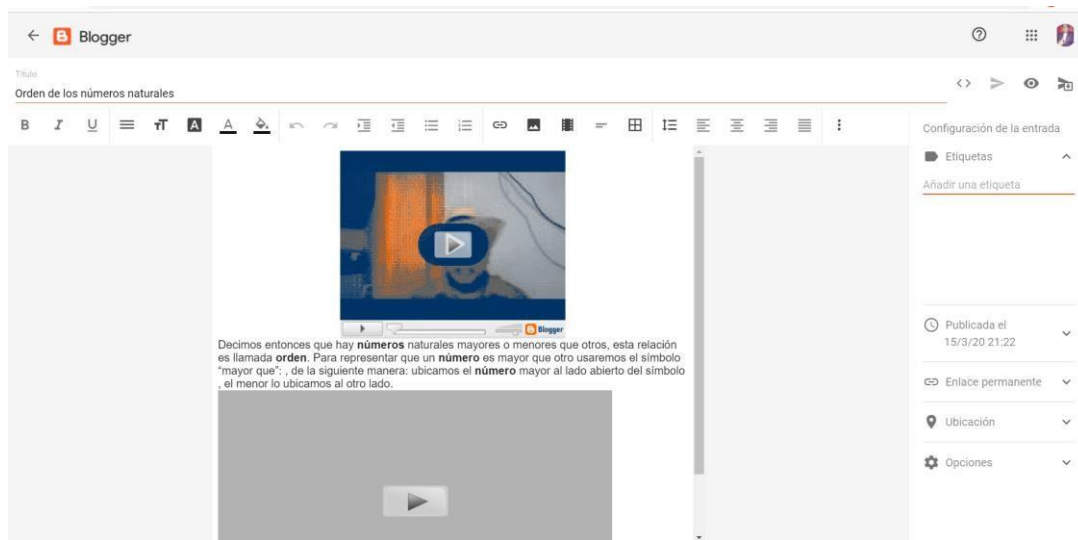 Blogger
Título
Orden de los números naturales
B I U T A A
Configuración de la entrada
Etiquetas
Añadir una etiqueta
Blogger
Decimos entonces que hay números naturales mayores o menores que otros, esta relación
es llamada orden. Para representar que un número es mayor que otro usaremos el símbolo
“mayor que”: , de la siguiente manera: ubicamos el número mayor al lado abierto del símbolo
, el menor lo ubicamos al otro lado.
Publicada el
15/3/20 21:22
Enlace permanente
Ubicación
Opciones